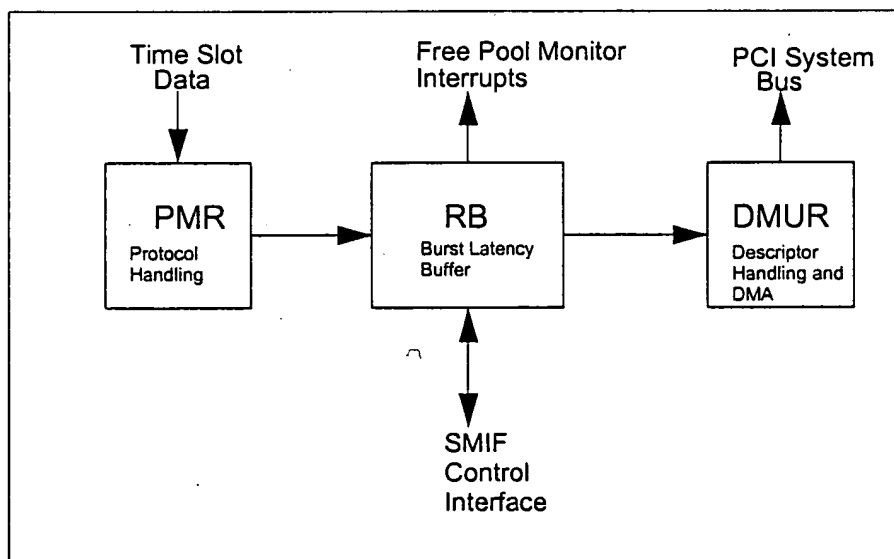 Time Slot
Data
Free Pool Monitor
Interrupts
PCI System
Bus
PMR
Protocol
Handling
RB
Burst Latency
Buffer
DMUR
Descriptor
Handling and
DMA
SMIF
Control
Interface